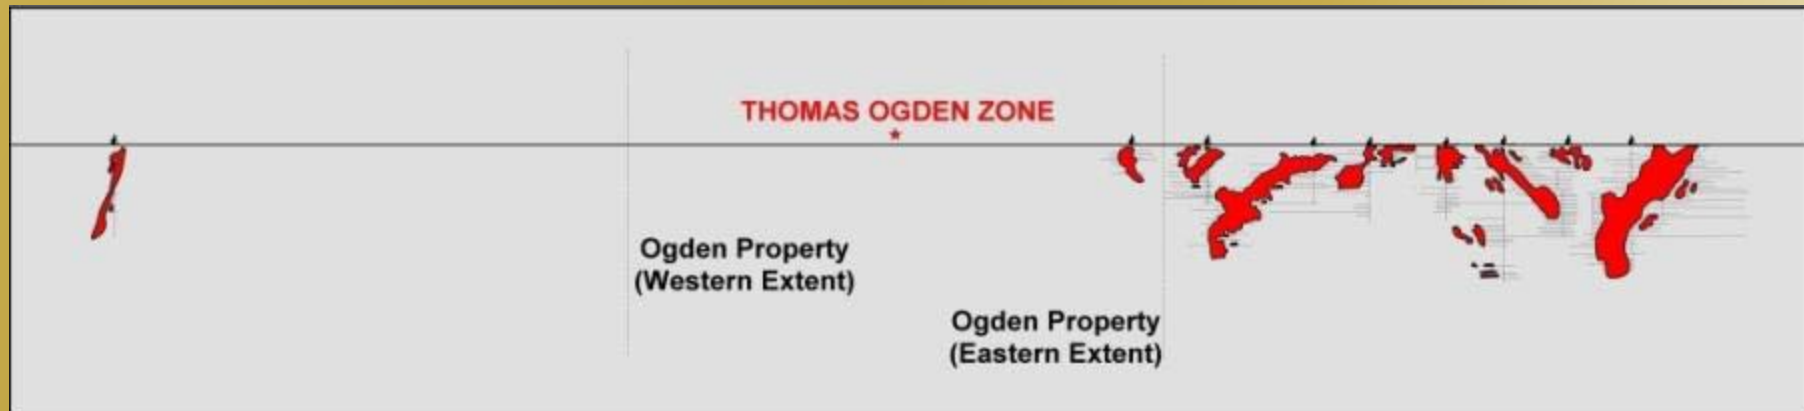 THOMAS OGDEN ZONE
*
Ogden Property
(Western Extent)
Ogden Property
(Eastern Extent)